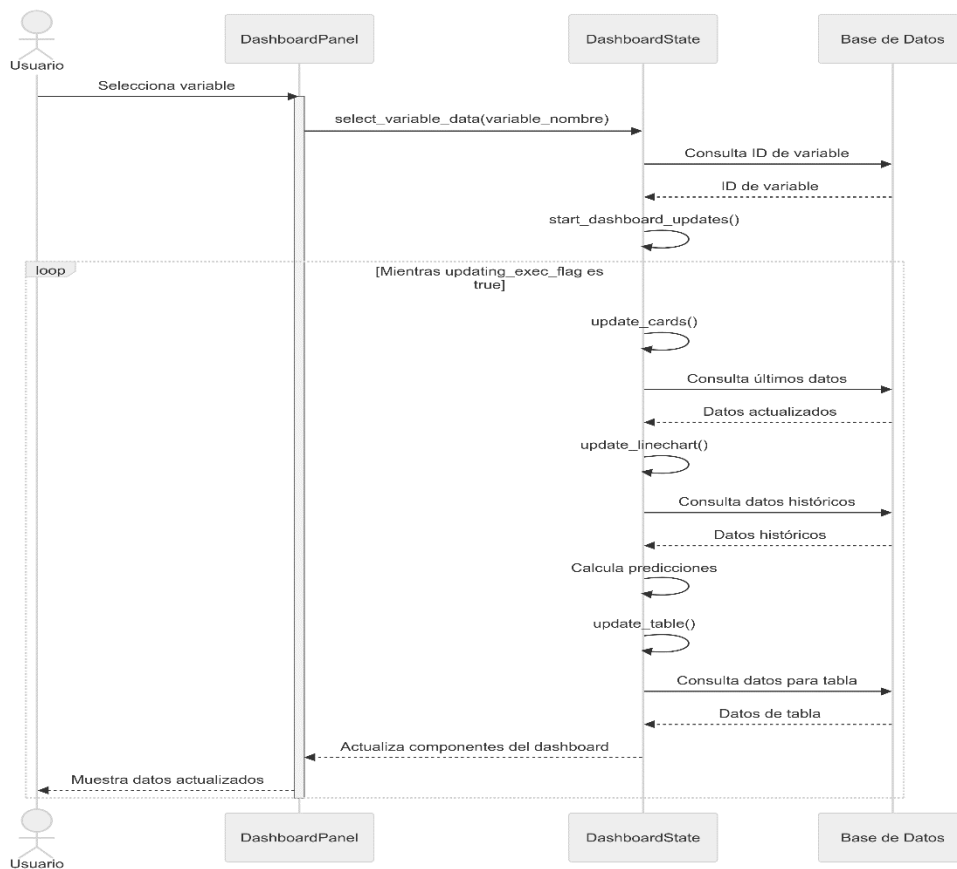 Usuario
DashboardPanel
DashboardState
Base de Datos
Selecciona variable
select_variable_data(variable_nombre)
Consulta ID de variable
ID de variable
start_dashboard_updates()
loop
[Mientras updating_exec_flag es
true]
update_cards()
Consulta últimos datos
Datos actualizados
update_linechart()
Consulta datos históricos
Datos históricos
Calcula predicciones
update_table()
Consulta datos para tabla
Datos de tabla
Actualiza componentes del dashboard
Muestra datos actualizados
Usuario
DashboardPanel
DashboardState
Base de Datos